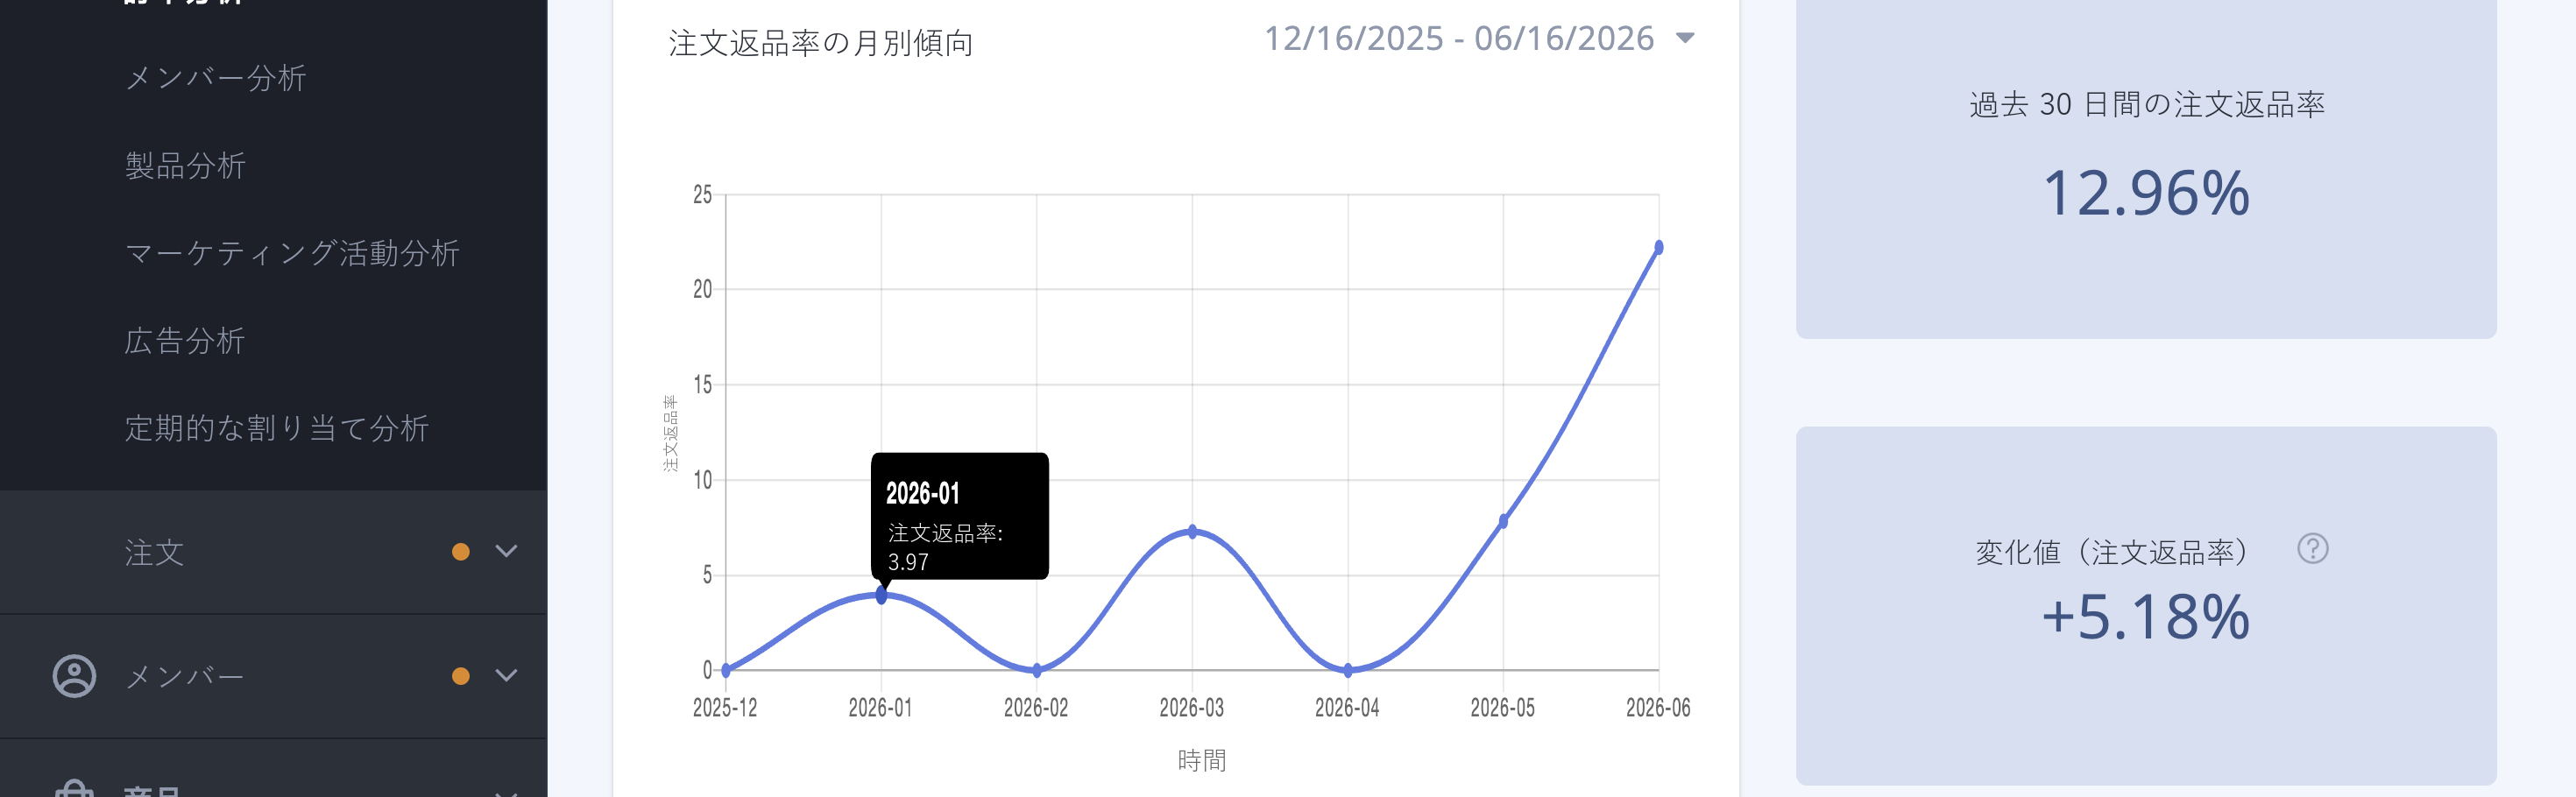 メンバー分析
製品分析
マーケティング活動分析
広告分析
定期的な割り当て分析
注文
メンバー
商品
注文返品率の月別傾向
12/16/2025 - 06/16/2026
25
20
15
10
5
0
注文返品率
2026-01
注文返品率:
3.97
2025-12
2026-01
2026-02
2026-03
2026-04
2026-05
2026-06
時間
過去 30 日間の注文返品率
12.96%
変化値（注文返品率）
?
+5.18%